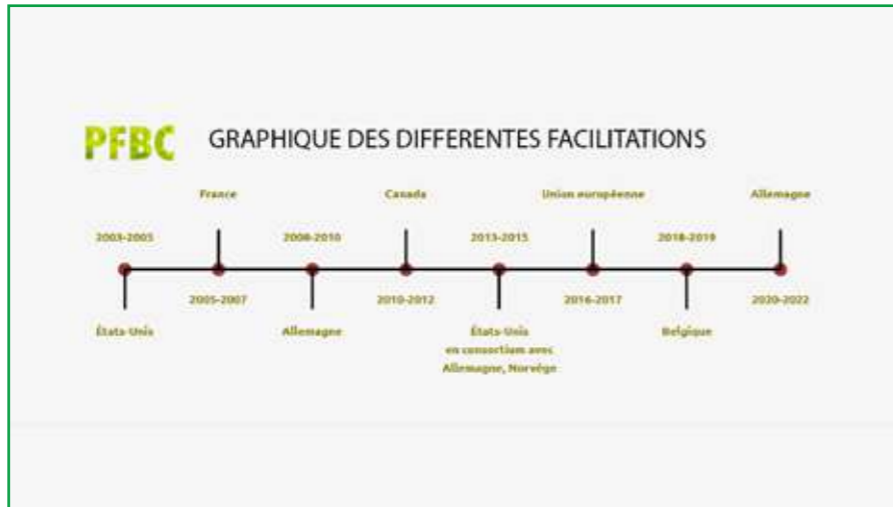 PFBC GRAPHIQUE DES DIFFERENTES FACILITATIONS
France
Canada
Union européenne
Allemagne
2003-2005
2008-2010
2013-2015
2018-2019
2005-2007
2010-2012
2016-2017
2020-2022
États-Unis
Allemagne
États-Unis
en consortium avec
Allemagne, Norvége
Belgique